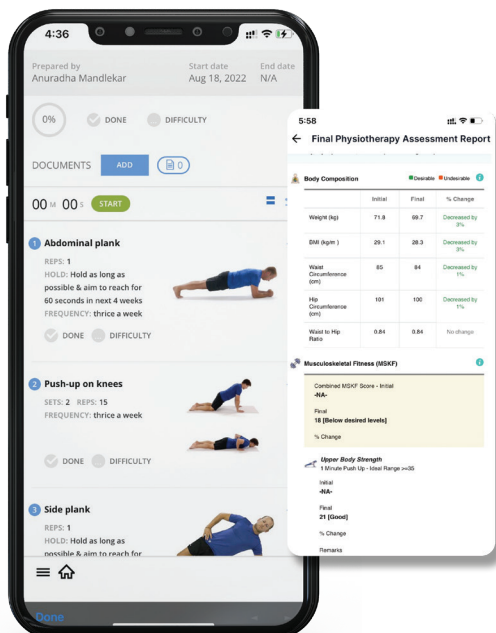 4:36
Prepared by
Anuradha Mandlekar
Start date
Aug 18, 2022
End date
N/A
0%
DONE
DIFFICULTY
DOCUMENTS
ADD
0
00 M 00 S
START
1 Abdominal plank
REPS: 1
HOLD: Hold as long as
possible & aim to reach for
60 seconds in next 4 weeks
FREQUENCY: thrice a week
DONE
DIFFICULTY
2 Push-up on knees
SETS: 2 REPS: 15
FREQUENCY: thrice a week
DONE
DIFFICULTY
3 Side plank
REPS: 1
HOLD: Hold as long as
possible & aim to reach for
Done
5:58
Final Physiotherapy Assessment Report
Body Composition
Desirable
Undesirable
Initial Final % Change
Weight (kg) 71.8 69.7 Decreased by
3%
BMI (kg/m ) 29.1 28.3 Decreased by
3%
Waist
Circumference
(cm)
85 84 Decreased by
1%
Hip
Circumference
(cm)
101 100 Decreased by
1%
Waist to Hip
Ratio
0.84 0.84 No change
Musculoskeletal Fitness (MSKF)
Combined MSKF Score - Initial
-NA-
Final
18 [Below desired levels]
% Change
Upper Body Strength
1 Minute Push Up - Ideal Range >=35
Initial
-NA-
Final
21 [Good]
% Change
Remarks